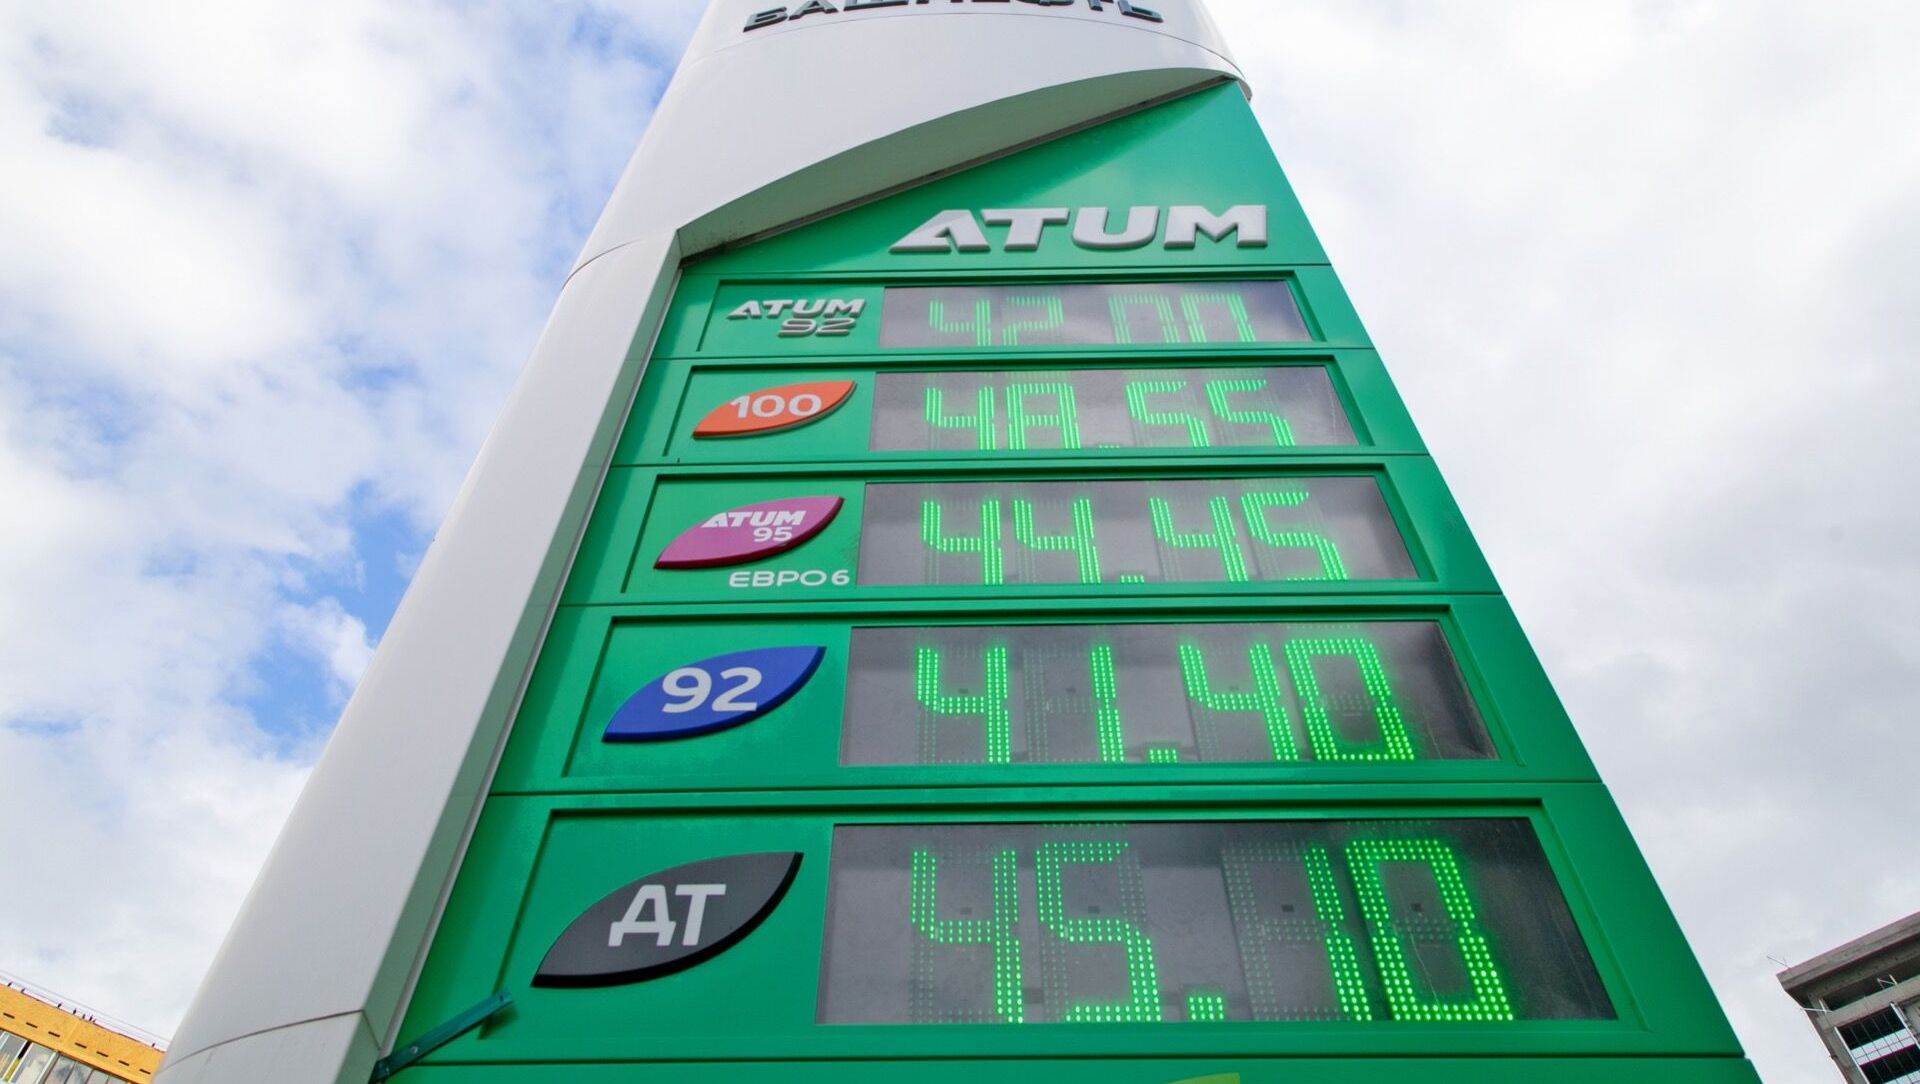 БАШНЕФТЬ
ATUM
ATUM 92 42.00
100 48.55
ATUM 95 ЕВРО 6 44.45
92 41.40
ДТ 45.10